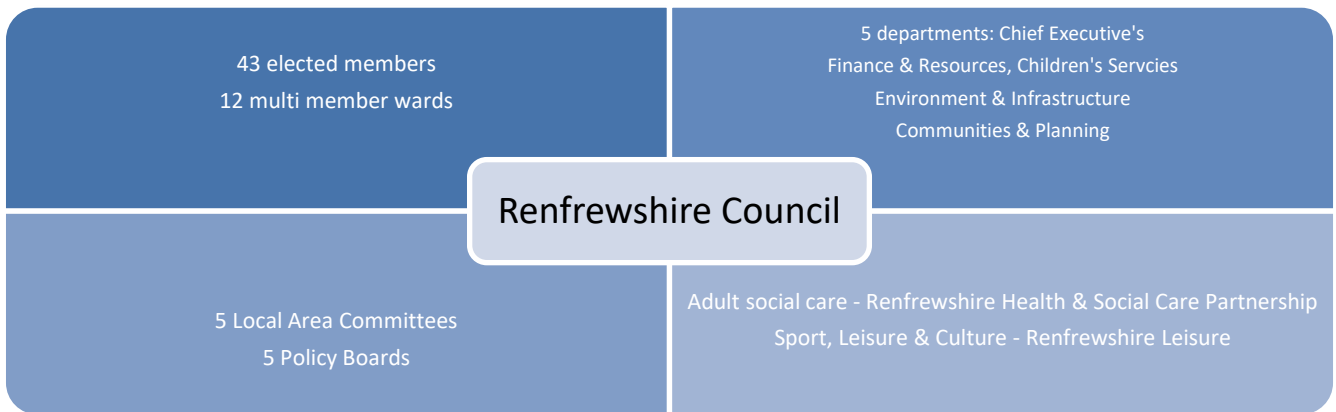 43 elected members
12 multi member wards
5 departments: Chief Executive's
Finance & Resources, Children's Servcies
Environment & Infrastructure
Communities & Planning
Renfrewshire Council
5 Local Area Committees
5 Policy Boards
Adult social care - Renfrewshire Health & Social Care Partnership
Sport, Leisure & Culture - Renfrewshire Leisure